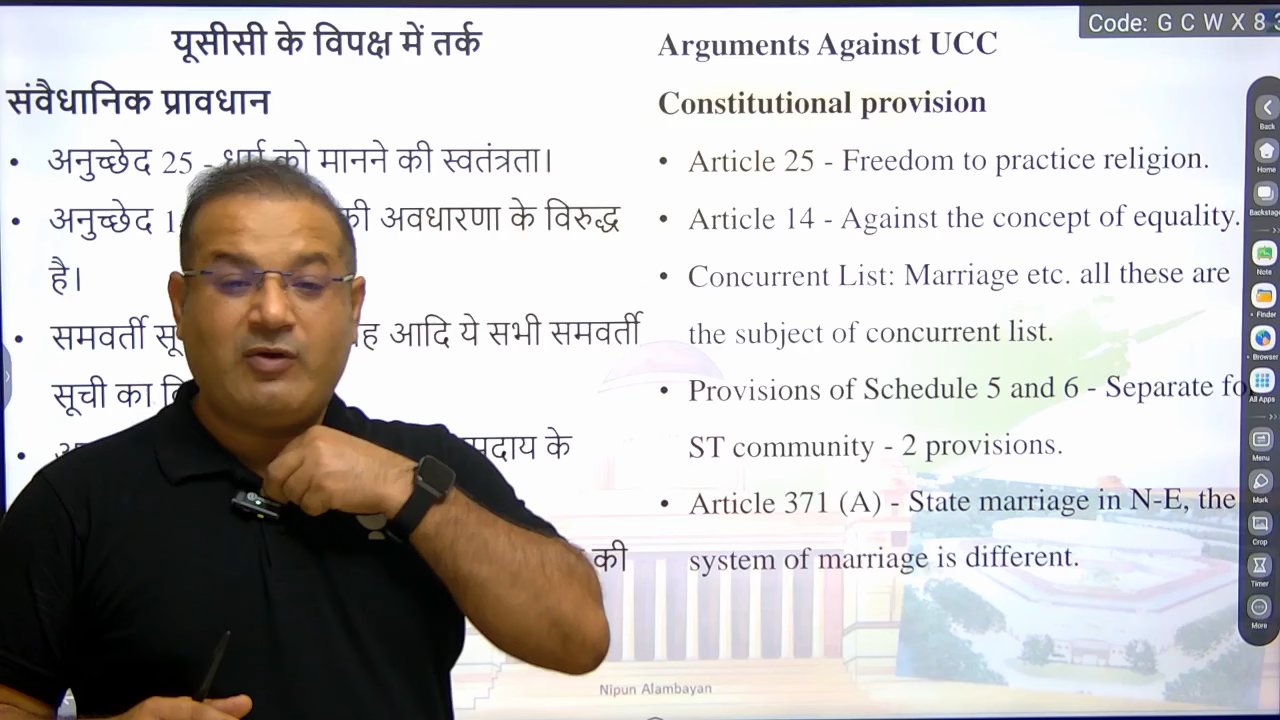 यूसीसी के विपक्ष में तर्क
संवैधानिक प्रावधान
• अनुच्छेद 25 - धर्म को मानने की स्वतंत्रता।
• अनुच्छेद 1 की अवधारणा के विरुद्ध
है।
• समवर्ती आदि ये सभी समवर्ती
सूची का
के
की
Arguments Against UCC
Constitutional provision
• Article 25 - Freedom to practice religion.
• Article 14 - Against the concept of equality.
• Concurrent List: Marriage etc. all these are
the subject of concurrent list.
• Provisions of Schedule 5 and 6 - Separate fo
ST community - 2 provisions.
• Article 371 (A) - State marriage in N-E, the
system of marriage is different.
Nipun Alambayan
Code: G C W X 8 3
Back
Home
Backstage
Note
Finder
Browser
All Apps
Menu
Mark
Crop
Timer
More